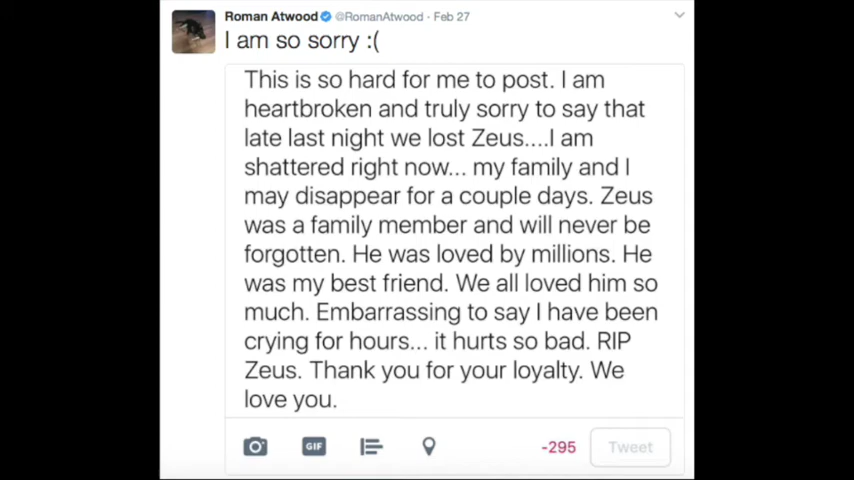 Roman Atwood @RomanAtwood · Feb 27
I am so sorry :(
This is so hard for me to post. I am
heartbroken and truly sorry to say that
late last night we lost Zeus....I am
shattered right now... my family and I
may disappear for a couple days. Zeus
was a family member and will never be
forgotten. He was loved by millions. He
was my best friend. We all loved him so
much. Embarrassing to say I have been
crying for hours... it hurts so bad. RIP
Zeus. Thank you for your loyalty. We
love you.
GIF -295 Tweet